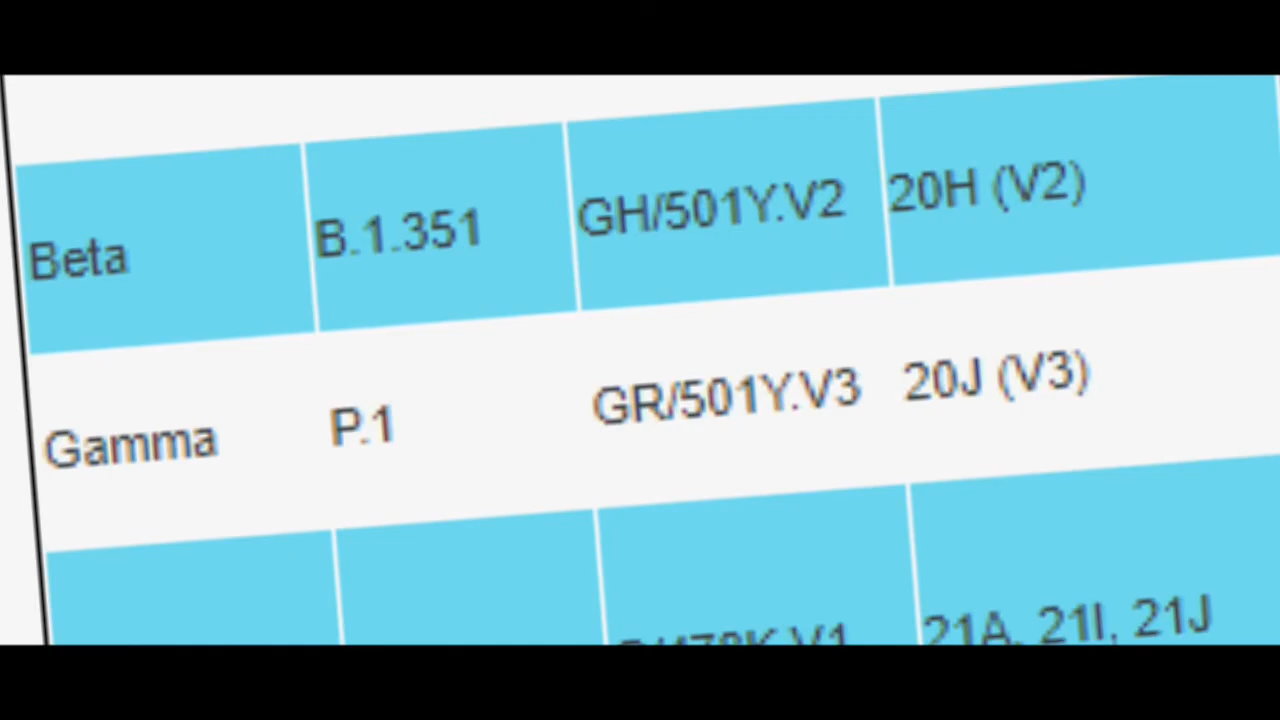 Beta B.1.351 GH/501Y.V2 20H (V2)
Gamma P.1 GR/501Y.V3 20J (V3)
21A, 21I, 21J